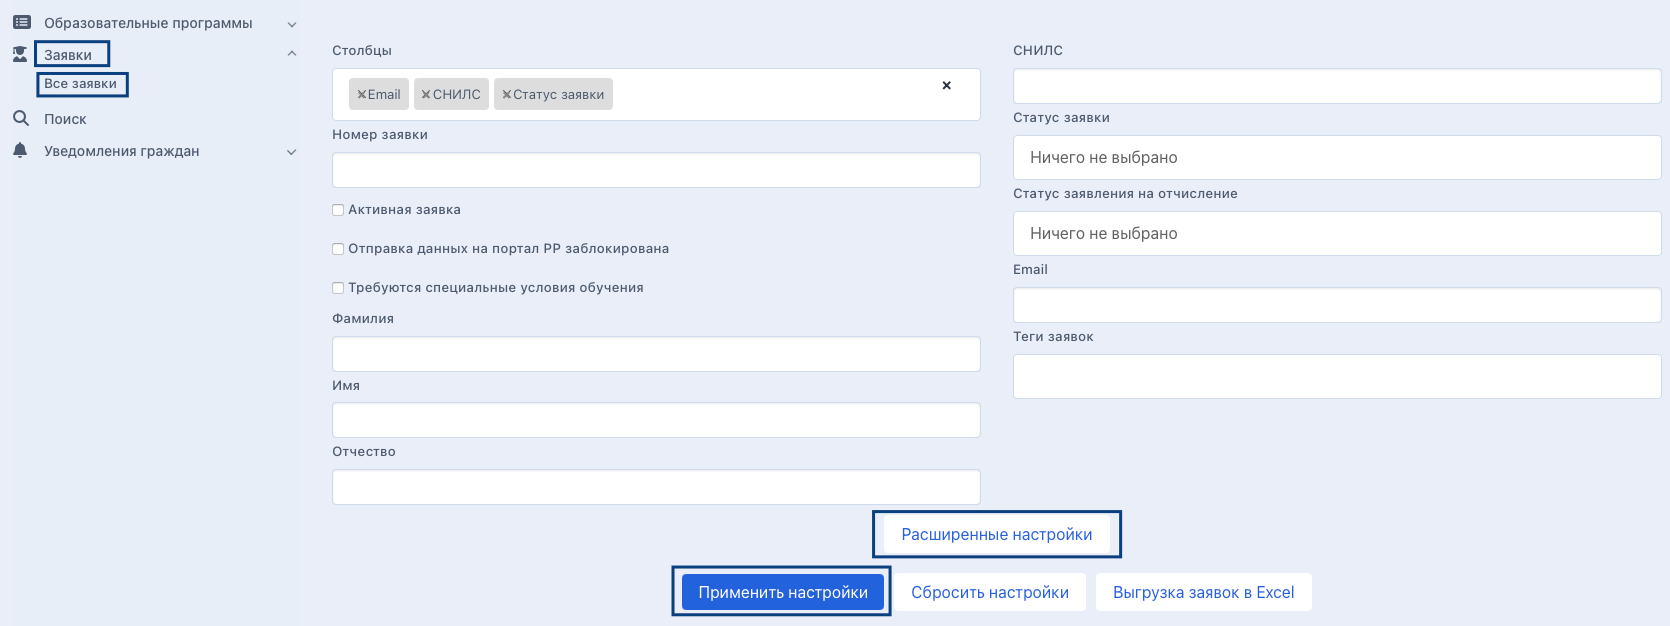 Образовательные программы
Заявки
Все заявки
Поиск
Уведомления граждан
Столбцы
×Email ×СНИЛС ×Статус заявки ×
Номер заявки
Активная заявка
Отправка данных на портал РР заблокирована
Требуются специальные условия обучения
Фамилия
Имя
Отчество
СНИЛС
Статус заявки
Ничего не выбрано
Статус заявления на отчисление
Ничего не выбрано
Email
Теги заявок
Расширенные настройки
Применить настройки Сбросить настройки Выгрузка заявок в Excel